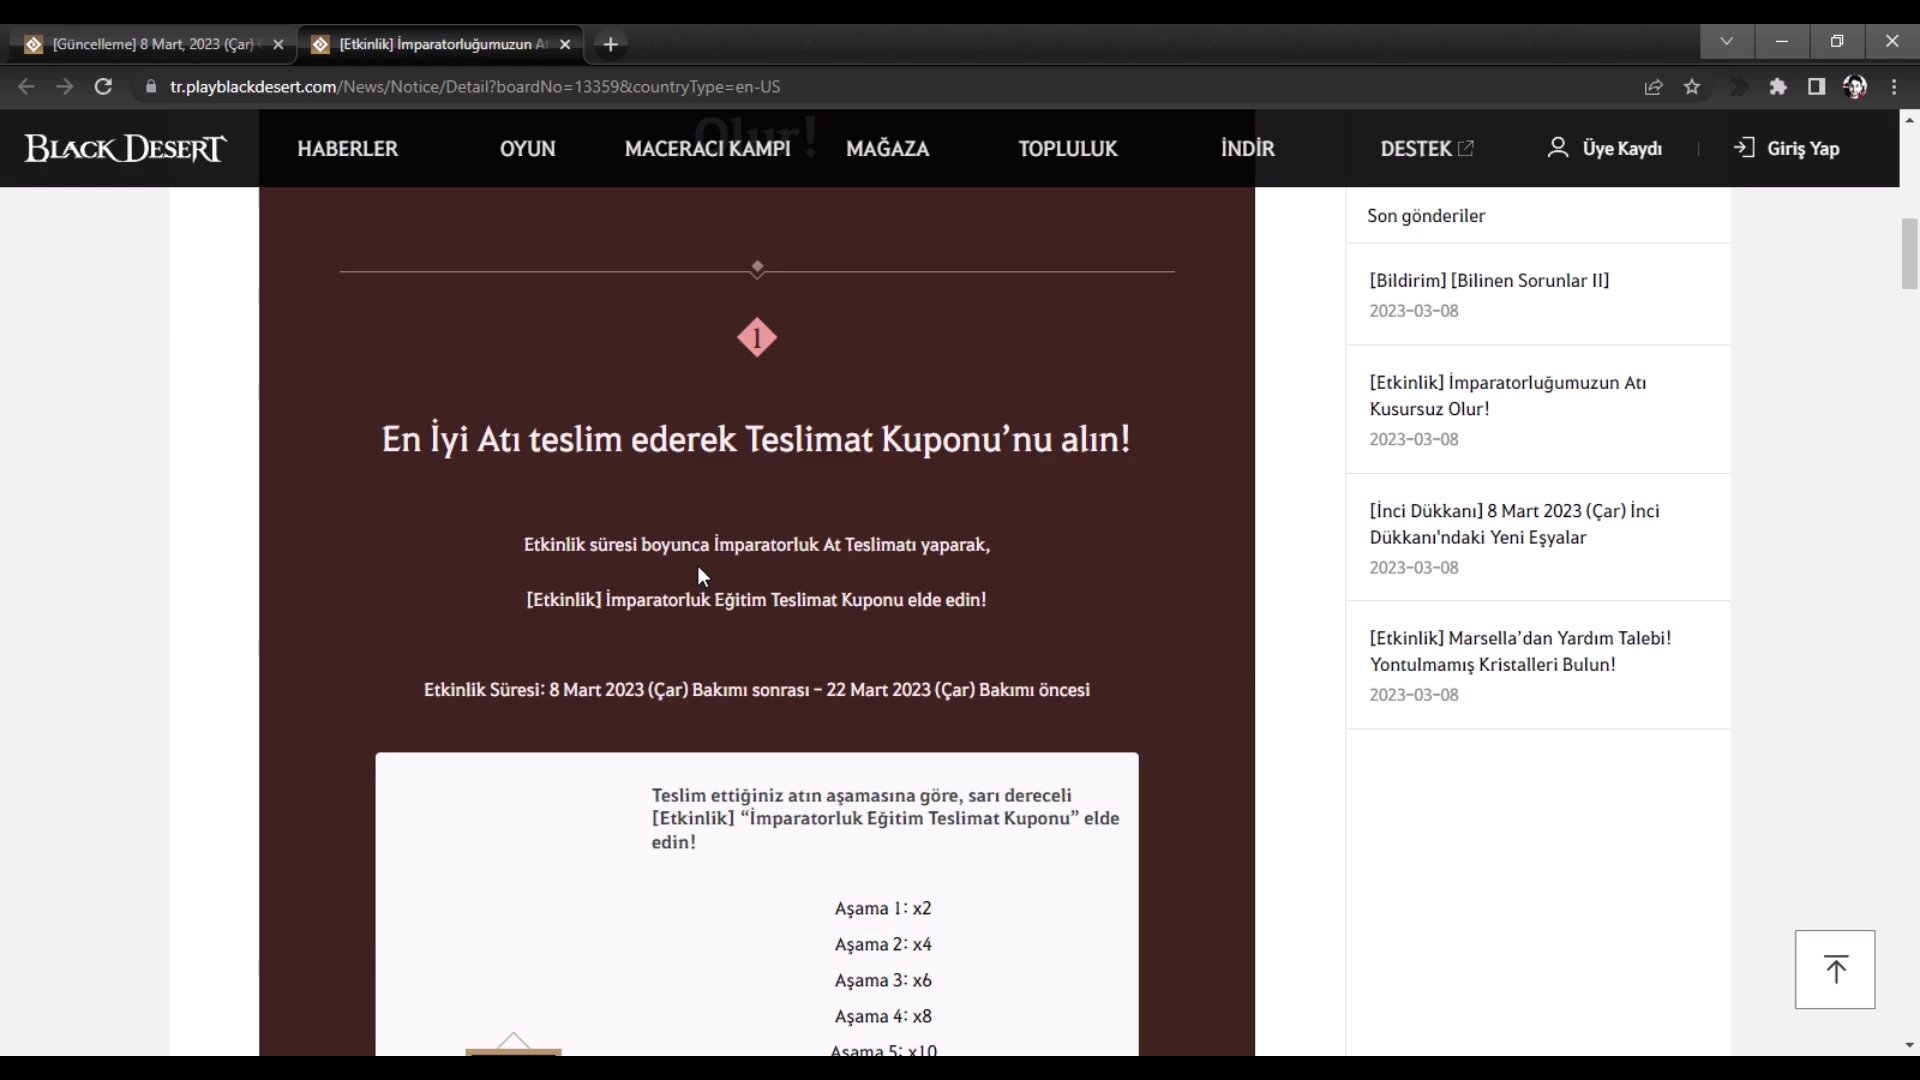 [Güncelleme] 8 Mart, 2023 (Çar)
[Etkinlik] İmparatorluğumuzun At
tr.playblackdesert.com/News/Notice/Detail?boardNo=13359&countryType=en-US
Olur!
BLACK DESERT
HABERLER
OYUN
MACERACI KAMPI
MAĞAZA
TOPLULUK
İNDİR
DESTEK
Üye Kaydı
Giriş Yap
1
En İyi Atı teslim ederek Teslimat Kuponu’nu alın!
Etkinlik süresi boyunca İmparatorluk At Teslimatı yaparak,
[Etkinlik] İmparatorluk Eğitim Teslimat Kuponu elde edin!
Etkinlik Süresi: 8 Mart 2023 (Çar) Bakımı sonrası – 22 Mart 2023 (Çar) Bakımı öncesi
Teslim ettiğiniz atın aşamasına göre, sarı dereceli
[Etkinlik] “İmparatorluk Eğitim Teslimat Kuponu” elde
edin!
Aşama 1: x2
Aşama 2: x4
Aşama 3: x6
Aşama 4: x8
Aşama 5: x10
Son gönderiler
[Bildirim] [Bilinen Sorunlar II]
2023-03-08
[Etkinlik] İmparatorluğumuzun Atı
Kusursuz Olur!
2023-03-08
[İnci Dükkanı] 8 Mart 2023 (Çar) İnci
Dükkanı'ndaki Yeni Eşyalar
2023-03-08
[Etkinlik] Marsella’dan Yardım Talebi!
Yontulmamış Kristalleri Bulun!
2023-03-08